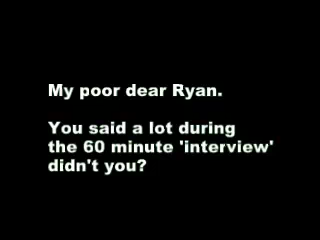 My poor dear Ryan.
You said a lot during
the 60 minute 'interview'
didn't you?